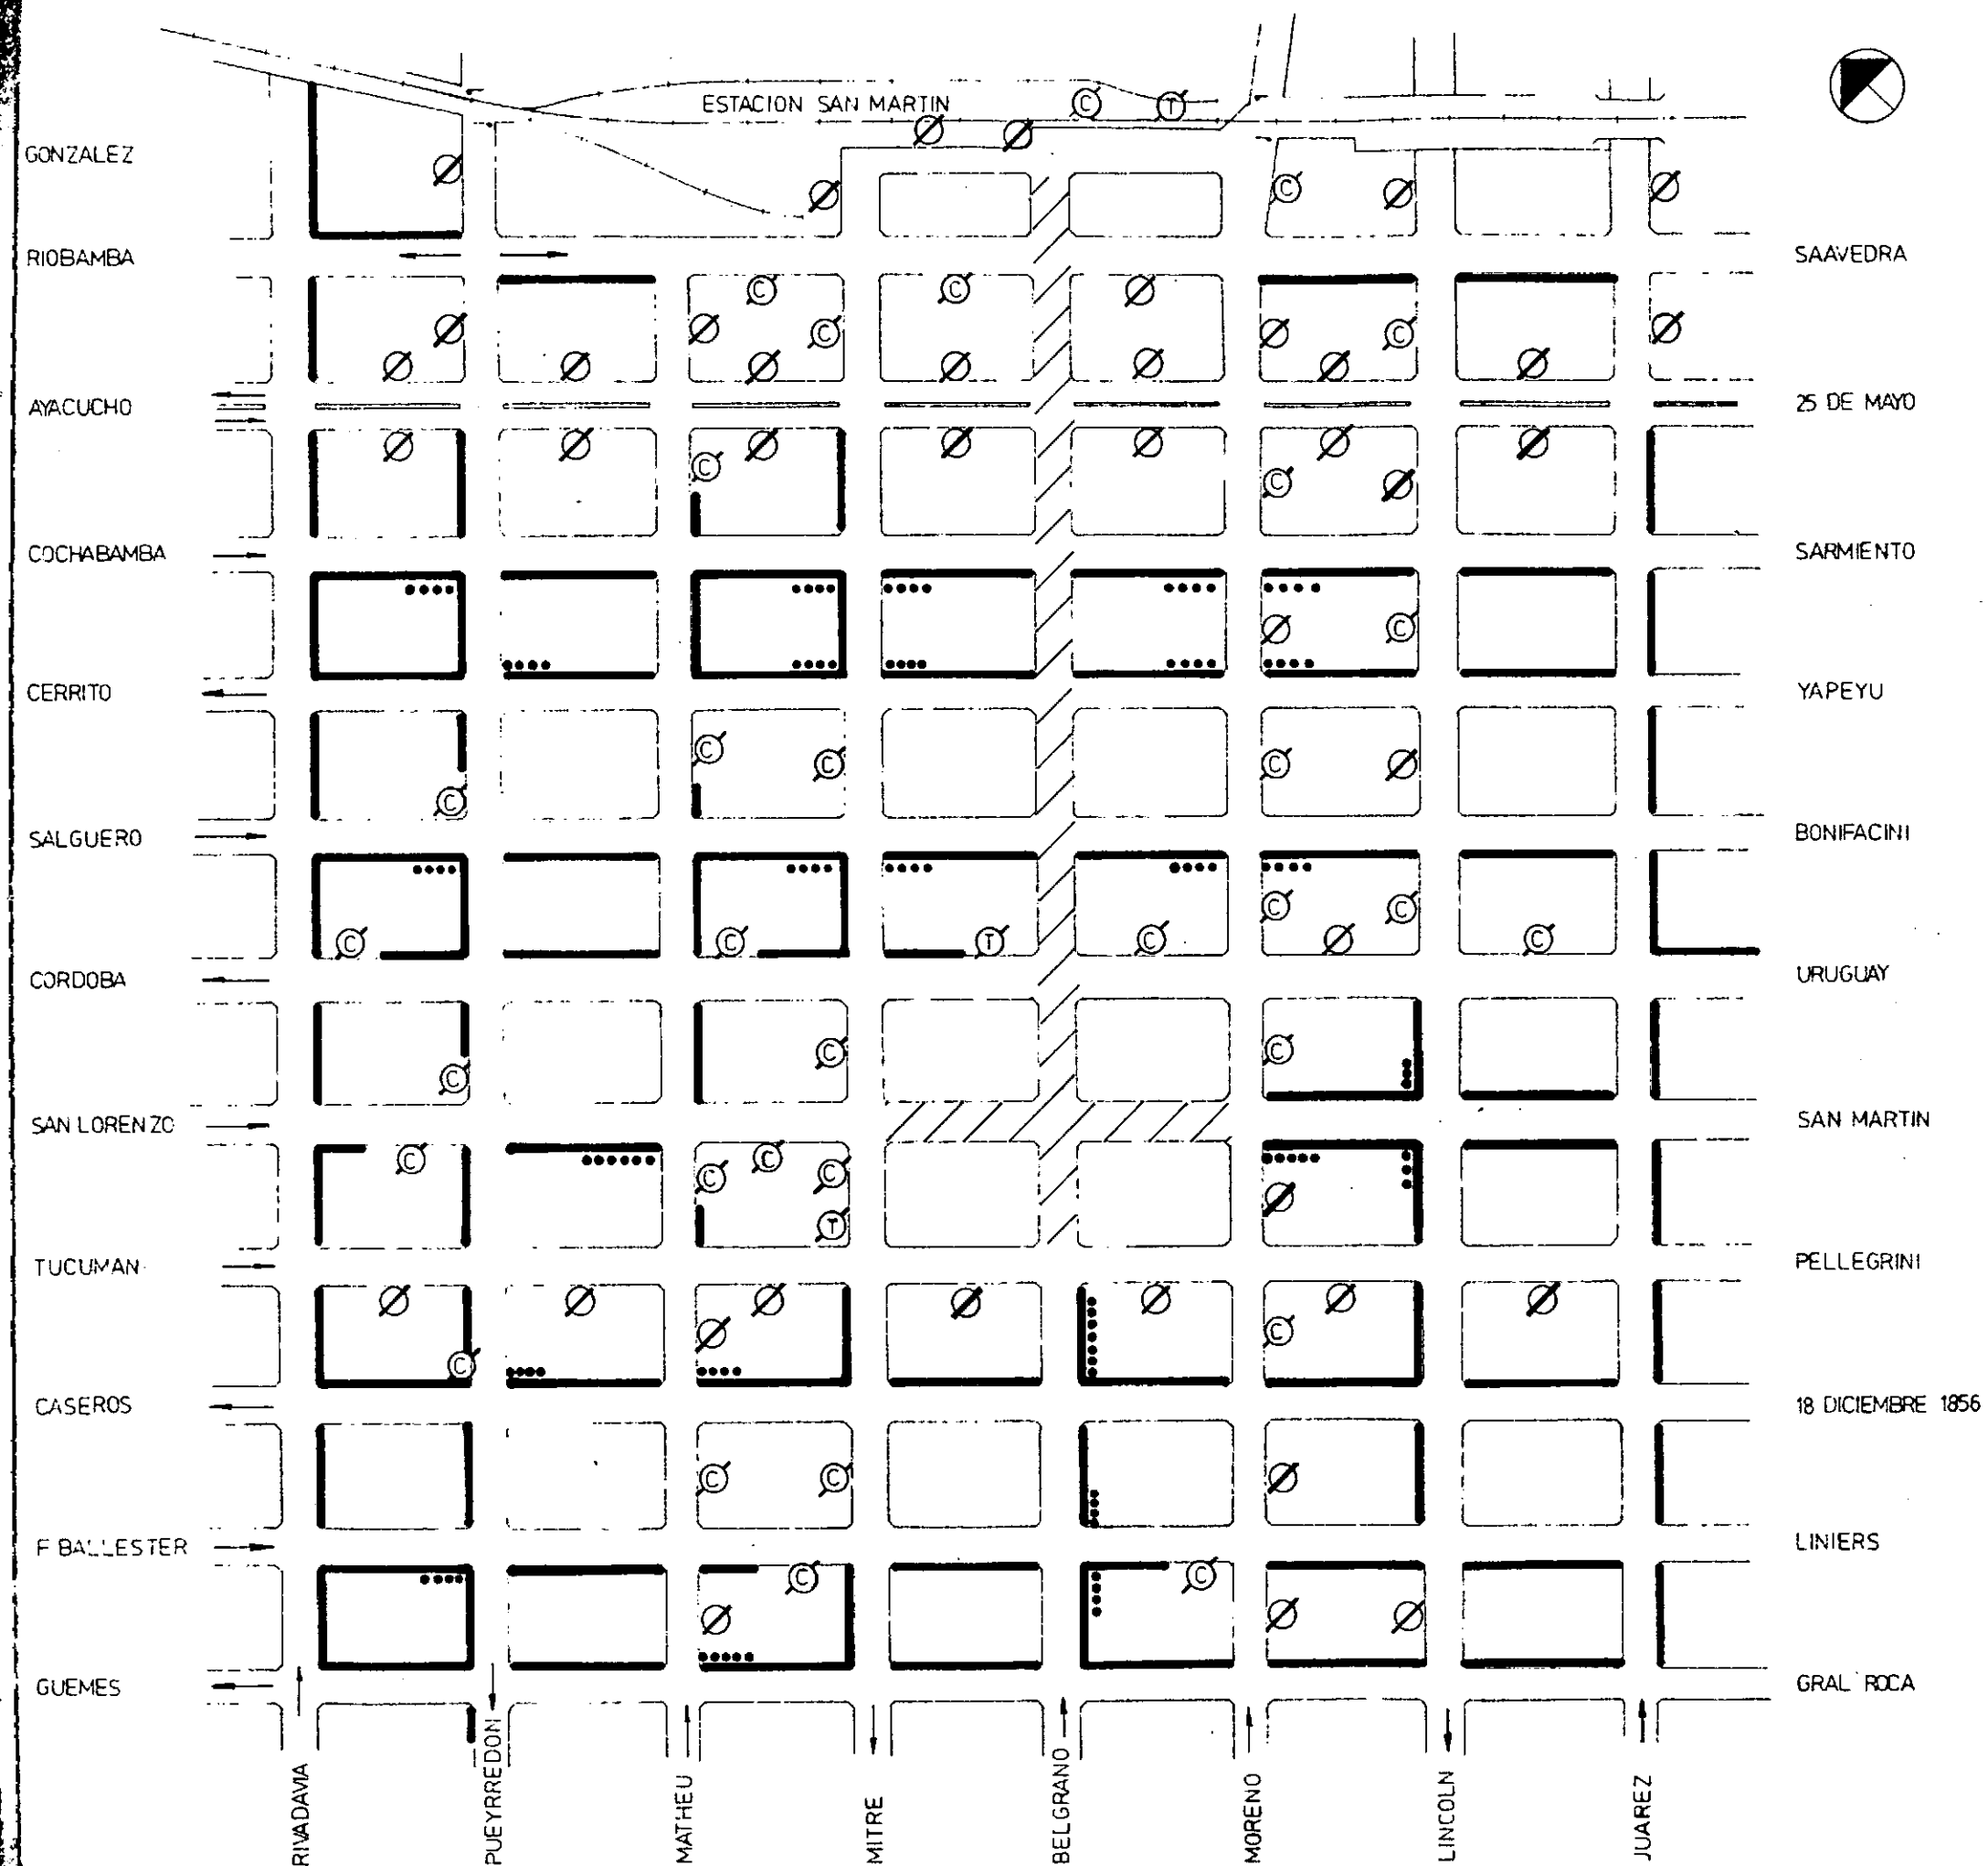 ESTACION SAN MARTIN
C
T
GONZALEZ
C
RIOBAMBA
SAAVEDRA
C
C
C
C
AYACUCHO
25 DE MAYO
C
C
COCHABAMBA
SARMIENTO
C
CERRITO
YAPEYU
C
C
C
C
SALGUERO
BONIFACINI
C
C
C
C
T
C
C
CORDOBA
URUGUAY
C
C
C
SAN LORENZO
SAN MARTIN
C
C
C
C
T
TUCUMAN
PELLEGRINI
C
C
CASEROS
18 DICIEMBRE 1856
C
C
F BALLESTER
LINIERS
C
C
GUEMES
GRAL ROCA
RIVADAVIA
PUEYRREDON
MATHEU
MITRE
BELGRANO
MORENO
LINCOLN
JUAREZ